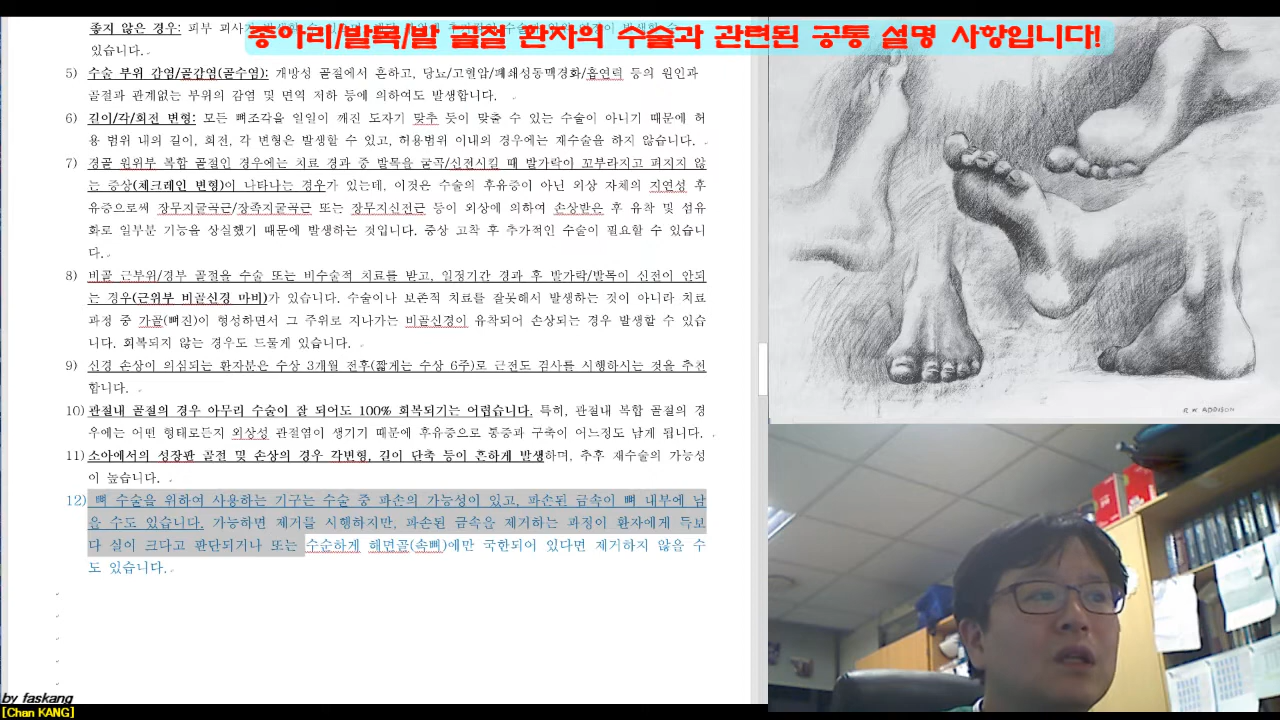 종아리/발목/발 골절 환자의 수술과 관련된 공통 설명 사항입니다!
좋지 않은 경우: 피부 괴사가
있습니다.
5) 수술 부위 감염/골감염(골수염): 개방성 골절에서 흔하고, 당뇨/고혈압/폐쇄성동맥경화/흡연력 등의 원인과
골절과 관계없는 부위의 감염 및 면역 저하 등에 의하여도 발생합니다.
6) 길이/각/회전 변형: 모든 뼈조각을 일일이 깨진 도자기 맞추 듯이 맞출 수 있는 수술이 아니기 때문에 허
용 범위 내의 길이, 회전, 각 변형은 발생할 수 있고, 허용범위 이내의 경우에는 재수술을 하지 않습니다.
7) 경골 원위부 복합 골절인 경우에는 치료 경과 중 발목을 굴곡/신전시킬 때 발가락이 꼬부라지고 펴지지 않
는 증상(체크레인 변형)이 나타나는 경우가 있는데, 이것은 수술의 후유증이 아닌 외상 자체의 지연성 후
유증으로써 장무지굴곡근/장족지굴곡근 또는 장무지신전근 등이 외상에 의하여 손상받은 후 유착 및 섬유
화로 일부분 기능을 상실했기 때문에 발생하는 것입니다. 증상 고착 후 추가적인 수술이 필요할 수 있습니
다.
8) 비골 근부위/경부 골절을 수술 또는 비수술적 치료를 받고, 일정기간 경과 후 발가락/발목이 신전이 안되
는 경우(근위부 비골신경 마비)가 있습니다. 수술이나 보존적 치료를 잘못해서 발생하는 것이 아니라 치료
과정 중 가골(뼈진)이 형성하면서 그 주위로 지나가는 비골신경이 유착되어 손상되는 경우 발생할 수 있습
니다. 회복되지 않는 경우도 드물게 있습니다.
9) 신경 손상이 의심되는 환자분은 수상 3개월 전후(짧게는 수상 6주)로 근전도 검사를 시행하시는 것을 추천
합니다.
10) 관절내 골절의 경우 아무리 수술이 잘 되어도 100% 회복되기는 어렵습니다. 특히, 관절내 복합 골절의 경
우에는 어떤 형태로든지 외상성 관절염이 생기기 때문에 후유증으로 통증과 구축이 어느정도 남게 됩니다.
11) 소아에서의 성장판 골절 및 손상의 경우 각변형, 길이 단축 등이 흔하게 발생하며, 추후 재수술의 가능성
이 높습니다.
12) 뼈 수술을 위하여 사용하는 기구는 수술 중 파손의 가능성이 있고, 파손된 금속이 뼈 내부에 남
을 수도 있습니다. 가능하면 제거를 시행하지만, 파손된 금속을 제거하는 과정이 환자에게 득보
다 실이 크다고 판단되거나 또는 수순하게 해면골(속뼈)에만 국한되어 있다면 제거하지 않을 수
도 있습니다.
R W ADDISON
by faskang
[Chan KANG]